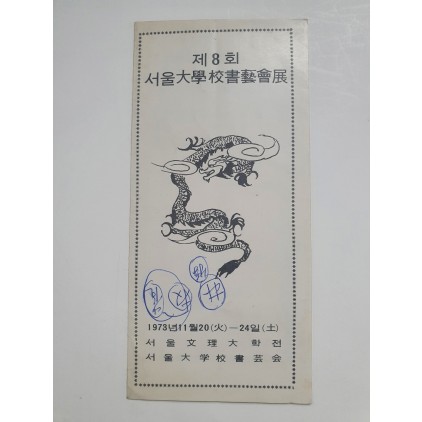 제8회
서울大學校書藝會展
1973년11월20(火)—24일(土)
서울文理大학전
서울大学校書芸会